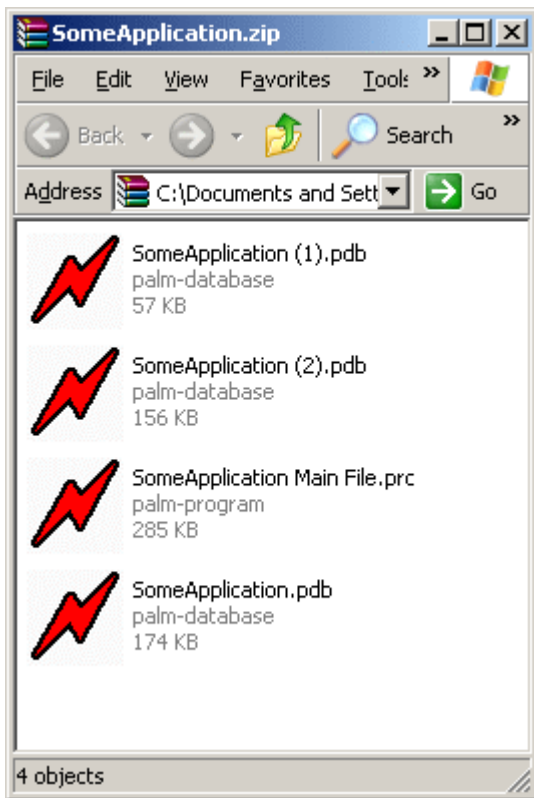 SomeApplication.zip
File Edit View Favorites Tools »
Back Search »
Address C:\Documents and Sett Go
SomeApplication (1).pdb
palm-database
57 KB
SomeApplication (2).pdb
palm-database
156 KB
SomeApplication Main File.prc
palm-program
285 KB
SomeApplication.pdb
palm-database
174 KB
4 objects